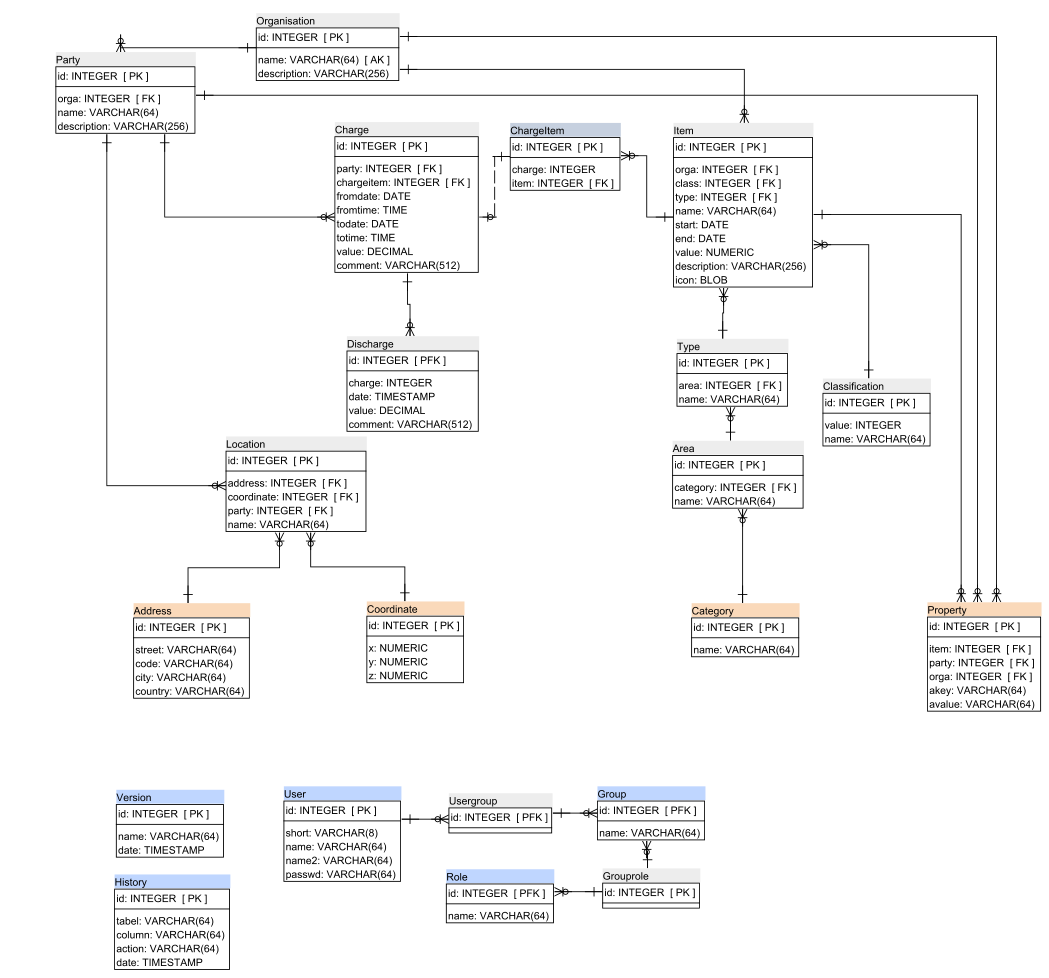 Organisation
id: INTEGER [ PK ]
name: VARCHAR(64) [ AK ]
description: VARCHAR(256)
Party
id: INTEGER [ PK ]
orga: INTEGER [ FK ]
name: VARCHAR(64)
description: VARCHAR(256)
Charge
id: INTEGER [ PK ]
party: INTEGER [ FK ]
chargeitem: INTEGER [ FK ]
fromdate: DATE
fromtime: TIME
todate: DATE
totime: TIME
value: DECIMAL
comment: VARCHAR(512)
ChargeItem
id: INTEGER [ PK ]
charge: INTEGER
item: INTEGER [ FK ]
Item
id: INTEGER [ PK ]
orga: INTEGER [ FK ]
class: INTEGER [ FK ]
type: INTEGER [ FK ]
name: VARCHAR(64)
start: DATE
end: DATE
value: NUMERIC
description: VARCHAR(256)
icon: BLOB
Discharge
id: INTEGER [ PFK ]
charge: INTEGER
date: TIMESTAMP
value: DECIMAL
comment: VARCHAR(512)
Type
id: INTEGER [ PK ]
area: INTEGER [ FK ]
name: VARCHAR(64)
Classification
id: INTEGER [ PK ]
value: INTEGER
name: VARCHAR(64)
Location
id: INTEGER [ PK ]
address: INTEGER [ FK ]
coordinate: INTEGER [ FK ]
party: INTEGER [ FK ]
name: VARCHAR(64)
Area
id: INTEGER [ PK ]
category: INTEGER [ FK ]
name: VARCHAR(64)
Address
id: INTEGER [ PK ]
street: VARCHAR(64)
code: VARCHAR(64)
city: VARCHAR(64)
country: VARCHAR(64)
Coordinate
id: INTEGER [ PK ]
x: NUMERIC
y: NUMERIC
z: NUMERIC
Category
id: INTEGER [ PK ]
name: VARCHAR(64)
Property
id: INTEGER [ PK ]
item: INTEGER [ FK ]
party: INTEGER [ FK ]
orga: INTEGER [ FK ]
akey: VARCHAR(64)
avalue: VARCHAR(64)
Version
id: INTEGER [ PK ]
name: VARCHAR(64)
date: TIMESTAMP
User
id: INTEGER [ PK ]
short: VARCHAR(8)
name: VARCHAR(64)
name2: VARCHAR(64)
passwd: VARCHAR(64)
Usergroup
id: INTEGER [ PFK ]
Group
id: INTEGER [ PFK ]
name: VARCHAR(64)
History
id: INTEGER [ PK ]
tabel: VARCHAR(64)
column: VARCHAR(64)
action: VARCHAR(64)
date: TIMESTAMP
Role
id: INTEGER [ PFK ]
name: VARCHAR(64)
Grouprole
id: INTEGER [ PK ]